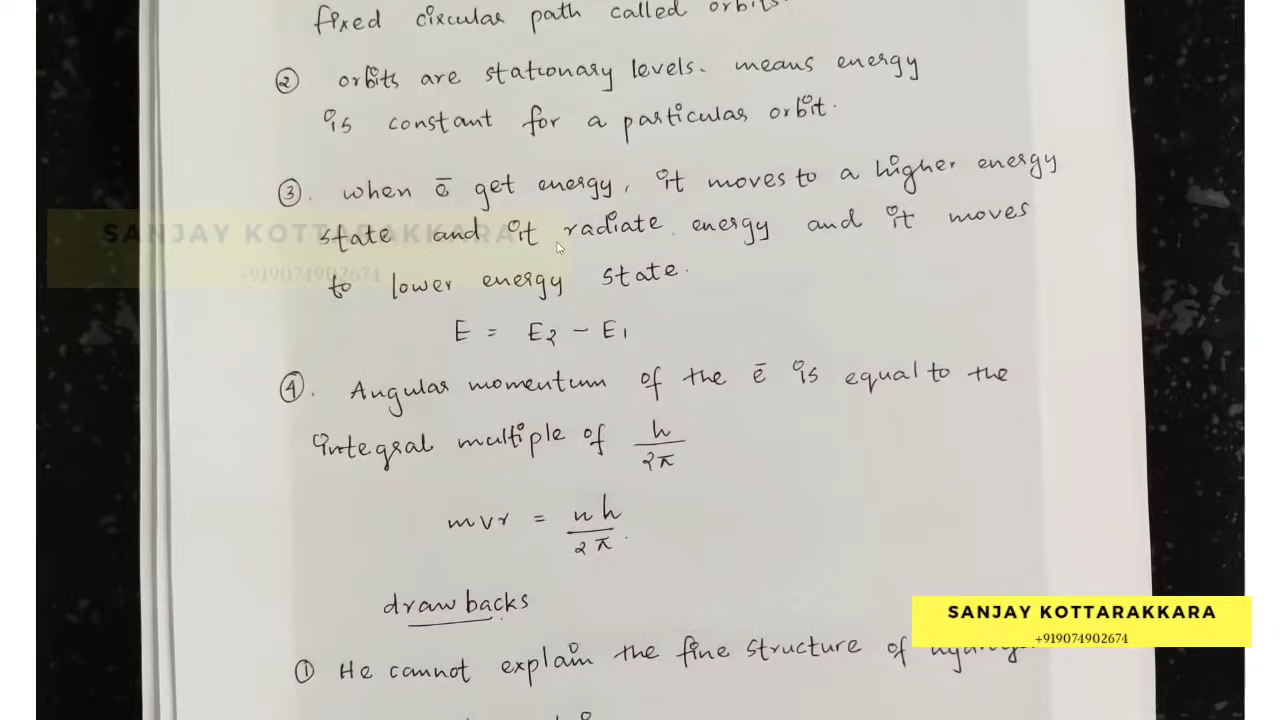 fixed circular path called orbits.
② orbits are stationary levels. means energy
is constant for a particular orbit.
③. when ē get energy, it moves to a higher energy
state and it radiate energy and it moves
to lower energy state.
E = E₂ − E₁
④. Angular momentum of the ē is equal to the
integral multiple of h/2π
mvr = nh/2π.
drawbacks
① He cannot explain the fine structure of
SANJAY KOTTARAKKARA
+919074902674
SANJAY KOTTARAKKARA
+919074902674